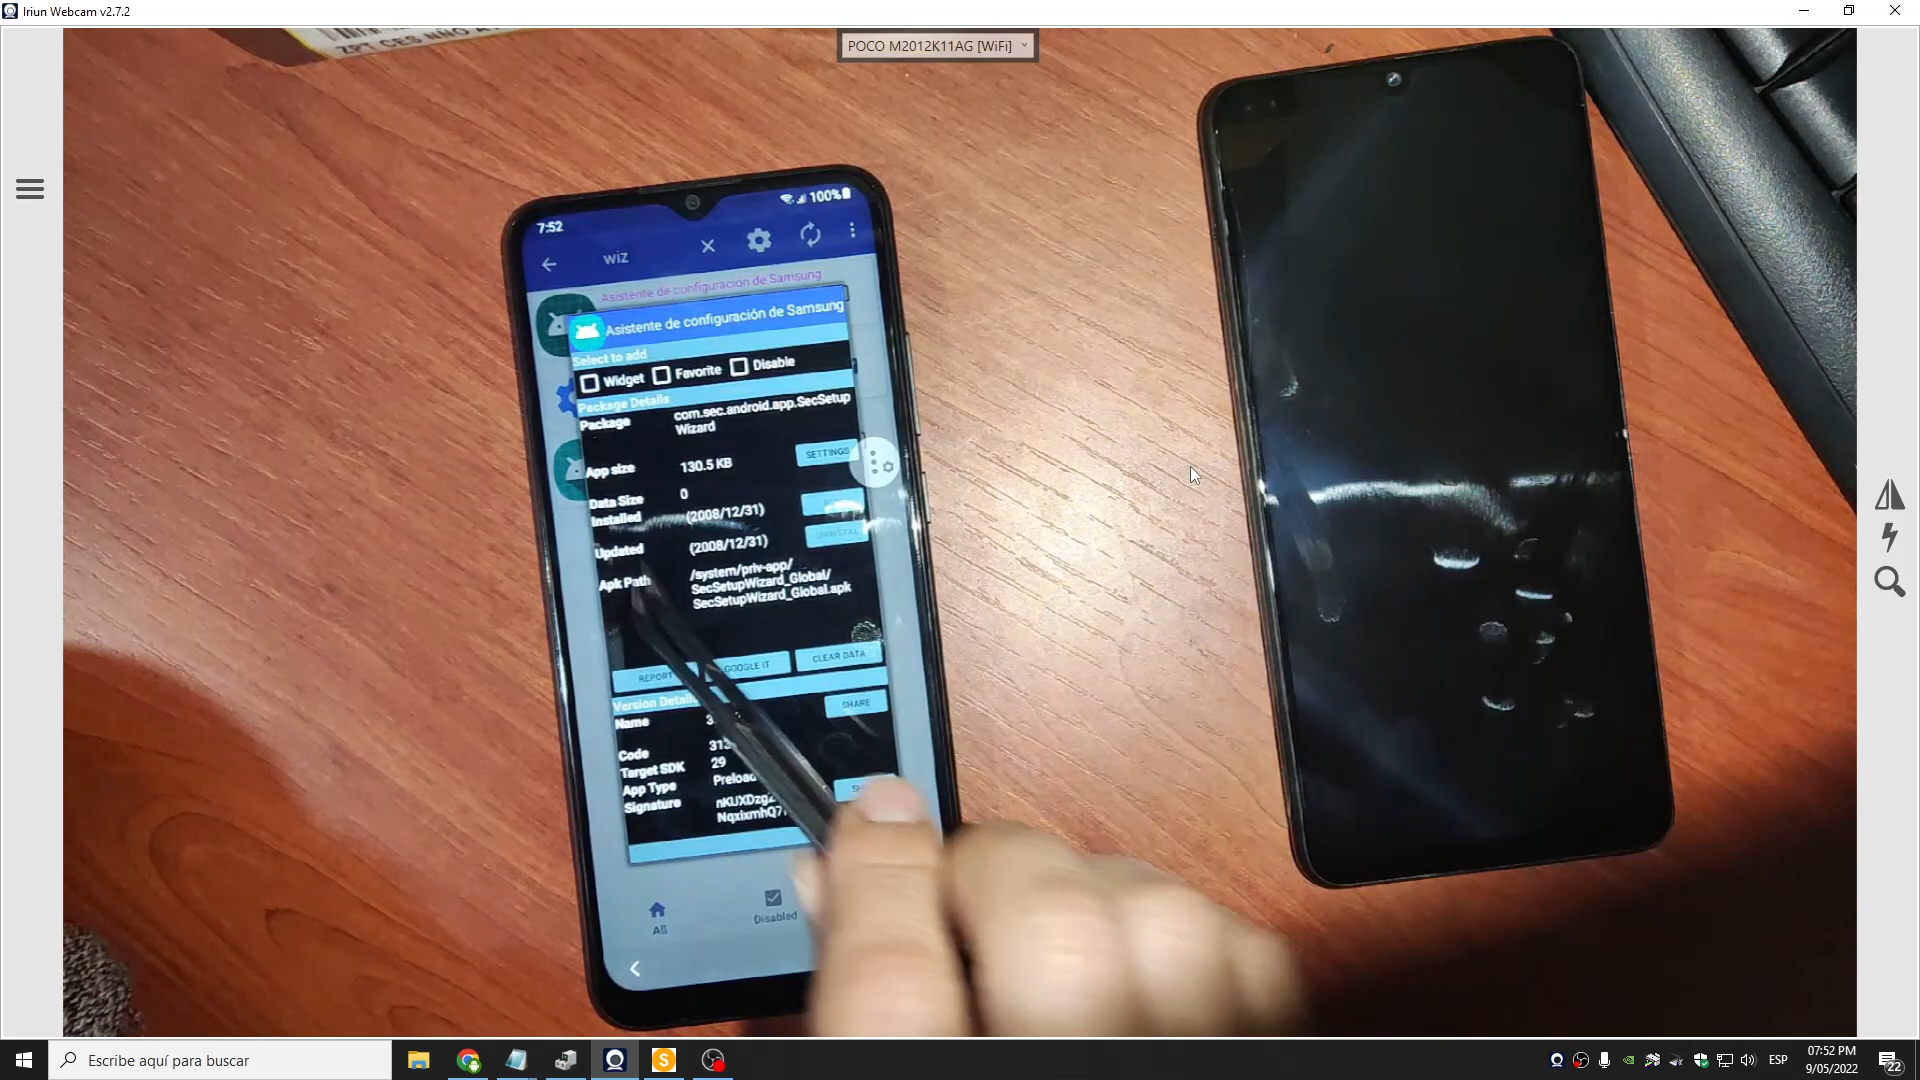 Iriun Webcam v2.7.2
ZPT CES NNO A
POCO M2012K11AG [WiFi]
7:52
100%
wiz
Asistente de configuración de Samsung
Asistente de configuración de Samsung
Select to add
Widget Favorite Disable
Package Details
Package com.sec.android.app.SecSetup
Wizard
App size 130.5 KB SETTINGS
Data Size 0
Installed (2008/12/31)
UNINSTAL
Updated (2008/12/31)
Apk Path /system/priv-app/
SecSetupWizard_Global/
SecSetupWizard_Global.apk
REPORT GOOGLE IT CLEAR DATA
Version Details
SHARE
Name
Code
Target SDK 29
App Type
Signature
All Disabled
Escribe aquí para buscar
ESP
07:52 PM
9/05/2022
22